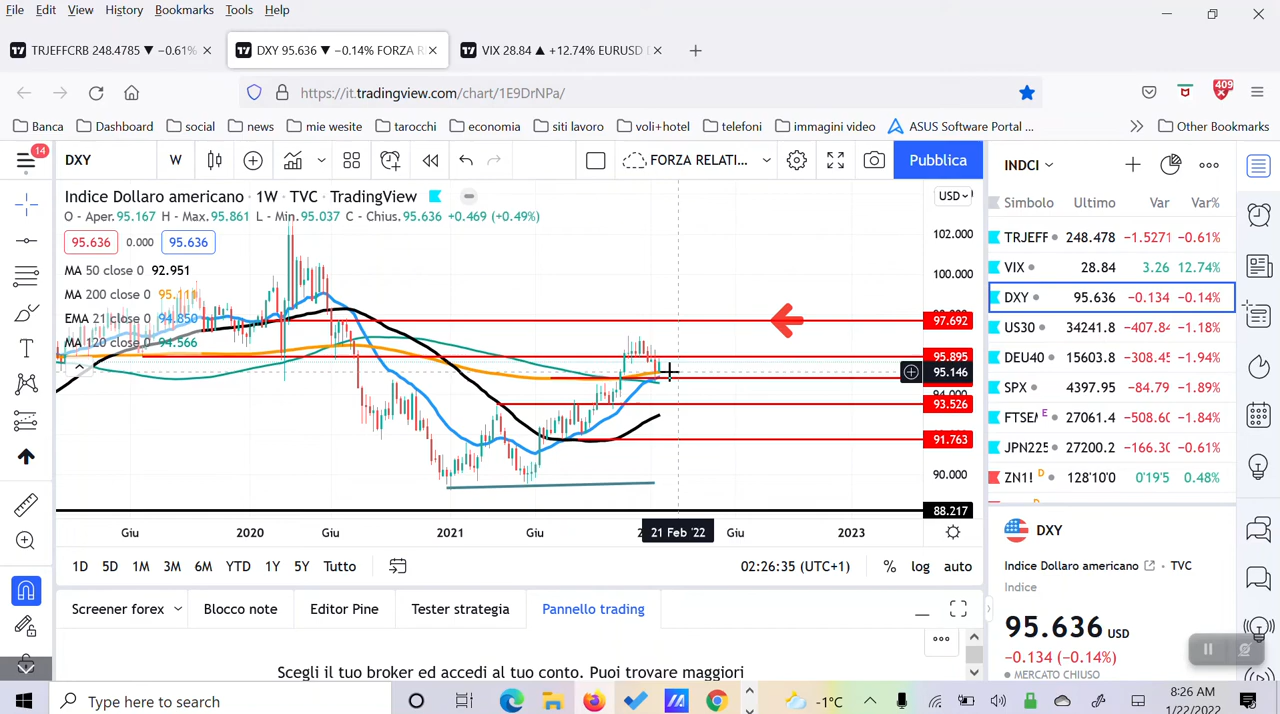 File Edit View History Bookmarks Tools Help
TRJEFFCRB 248.4785 ▼ −0.61%
DXY 95.636 ▼ −0.14% FORZA R
VIX 28.84 ▲ +12.74% EURUSD
https://it.tradingview.com/chart/1E9DrNPa/
409
Banca Dashboard social news mie wesite tarocchi economia siti lavoro voli+hotel telefoni immagini video ASUS Software Portal ... Other Bookmarks
14
DXY W FORZA RELATI... Pubblica
Indice Dollaro americano · 1W · TVC · TradingView
O - Aper. 95.167 H - Max. 95.861 L - Min. 95.037 C - Chius. 95.636 +0.469 (+0.49%)
95.636 0.000 95.636
MA 50 close 0 92.951
MA 200 close 0 95.111
EMA 21 close 0 94.850
MA 120 close 0 94.566
USD
102.000
100.000
97.692
95.895
95.146
93.526
91.763
90.000
88.217
Giu 2020 Giu 2021 Giu 21 Feb '22 Giu 2023
1D 5D 1M 3M 6M YTD 1Y 5Y Tutto 02:26:35 (UTC+1) % log auto
Screener forex Blocco note Editor Pine Tester strategia Pannello trading
Scegli il tuo broker ed accedi al tuo conto. Puoi trovare maggiori
INDCI
Simbolo Ultimo Var Var%
TRJEFF 248.478 −1.5271 −0.61%
VIX 28.84 3.26 12.74%
DXY 95.636 −0.134 −0.14%
US30 34241.8 −407.84 −1.18%
DEU40 15603.8 −308.45 −1.94%
SPX 4397.95 −84.79 −1.89%
FTSEM E 27061.4 −508.60 −1.84%
JPN225 27200.2 −166.30 −0.61%
ZN1! D 128'10'0 0'19'5 0.48%
DXY
Indice Dollaro americano · TVC
Indice
95.636 USD
−0.134 (−0.14%)
MERCATO CHIUSO
Type here to search
-1°C
8:26 AM
1/22/2022